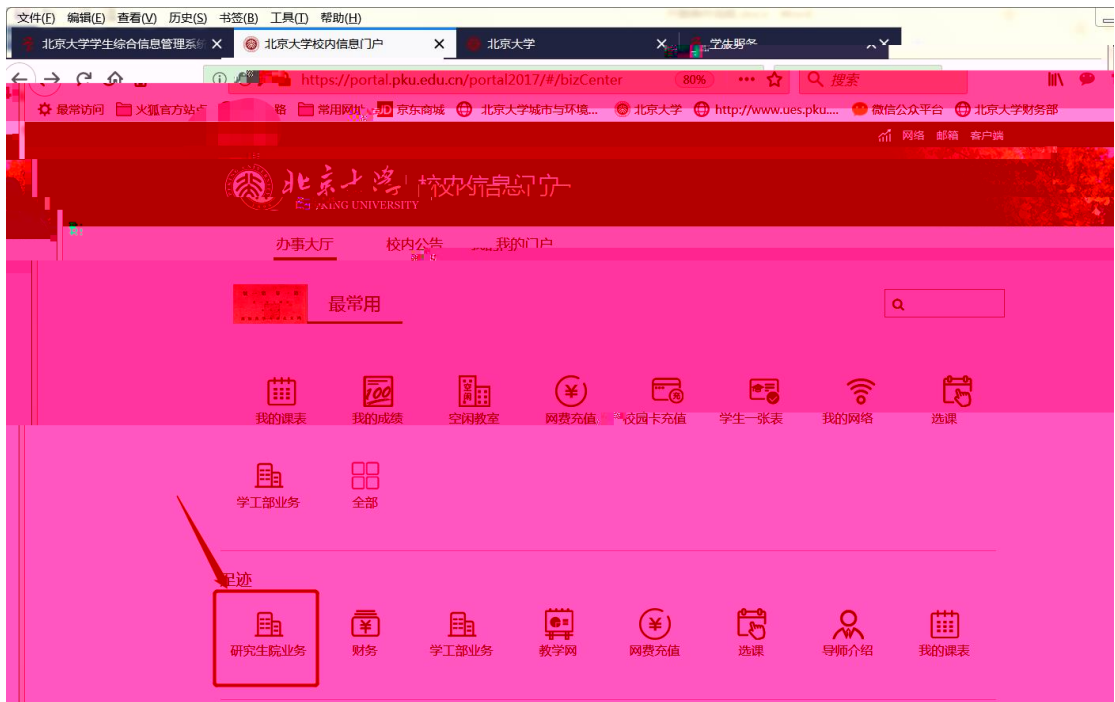 文件(F) 编辑(E) 查看(V) 历史(S) 书签(B) 工具(T) 帮助(H)
北京大学学生综合信息管理系统 × 北京大学校内信息门户 × 北京大学 ×
https://portal.pku.edu.cn/portal2017/#/bizCenter 80% ••• 搜索
最常访问 火狐官方站点 常用网址 JD 京东商城 北京大学城市与环境... 北京大学 http://www.ues.pku.... 微信公众平台 北京大学财务部
网络 邮箱 客户端
北京大学 校内信息门户
UNIVERSITY
办事大厅 校内公告 我的门户
最常用
我的课表 我的成绩 空闲教室 网费充值 校园卡充值 学生一张表 我的网络 选课
学工部业务 全部
足迹
研究生院业务 财务 学工部业务 教学网 网费充值 选课 导师介绍 我的课表